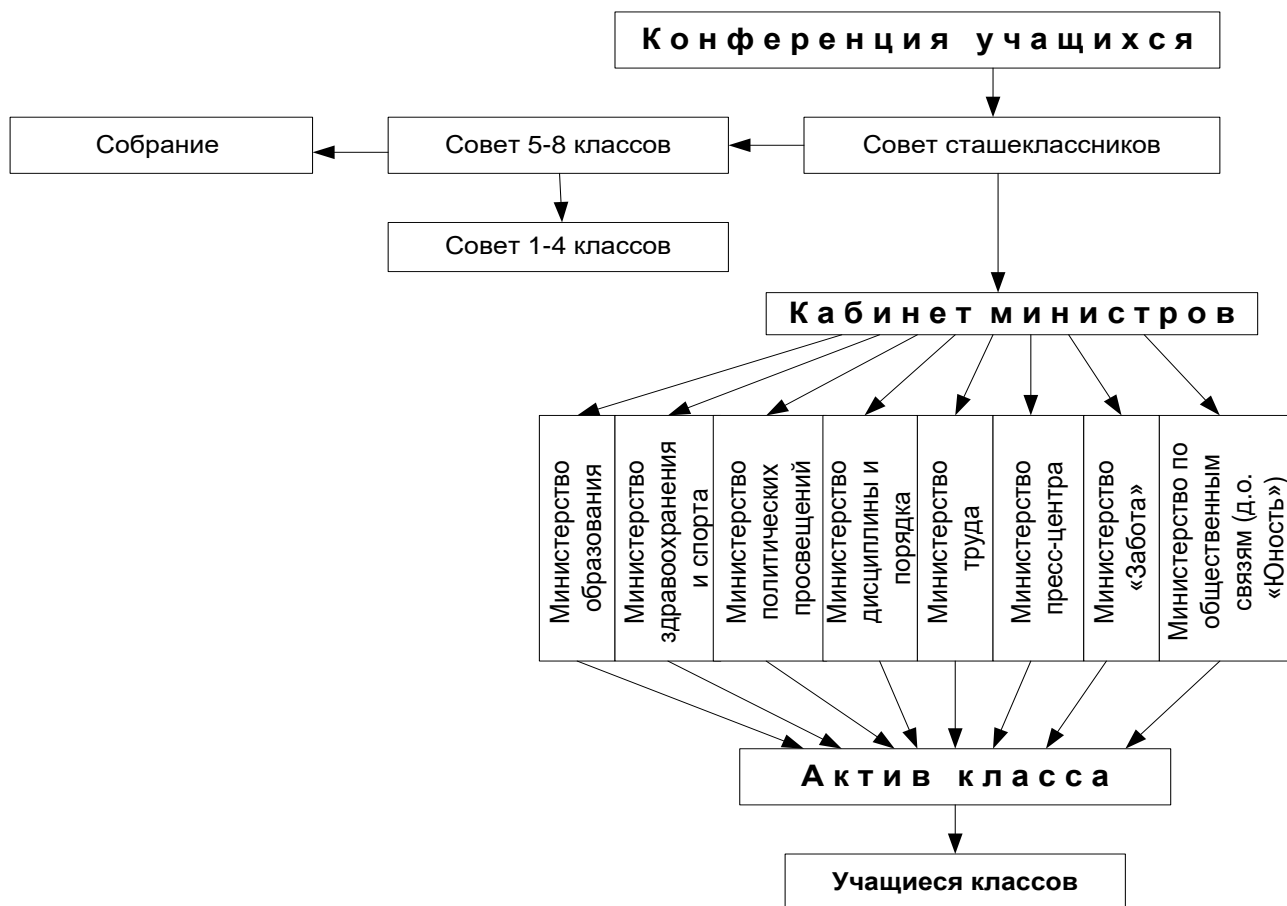 Конференция учащихся
Собрание
Совет 5-8 классов
Совет сташеклассников
Совет 1-4 классов
Кабинет министров
Министерство
образования
Министерство
здравоохранения
и спорта
Министерство
политических
просвещений
Министерство
дисциплины и
порядка
Министерство
труда
Министерство
пресс-центра
Министерство
«Забота»
Министерство по
общественным
связям (д.о.
«Юность»)
Актив класса
Учащиеся классов